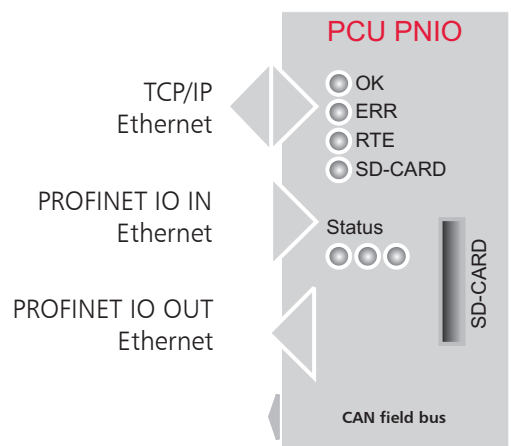 PCU PNIO
TCP/IP
Ethernet
OK
ERR
RTE
SD-CARD
PROFINET IO IN
Ethernet
Status
SD-CARD
PROFINET IO OUT
Ethernet
CAN field bus